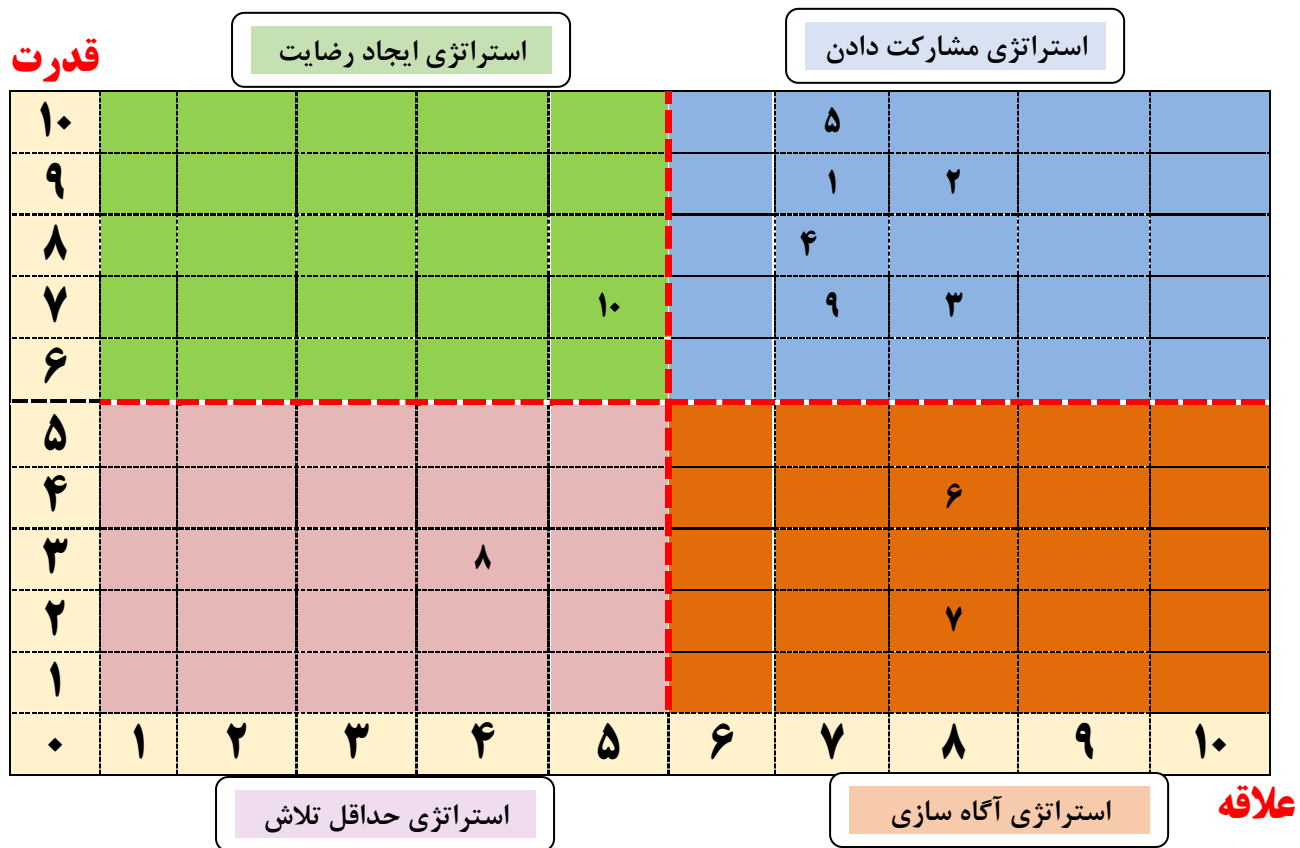 استراتژی مشارکت دادن
استراتژی ایجاد رضایت
قدرت
۱۰ ۵
۹ ۱ ۲
۸ ۴
۷ ۱۰ ۹ ۳
۶
۵
۴ ۶
۳ ۸
۲ ۷
۱
۰ ۱ ۲ ۳ ۴ ۵ ۶ ۷ ۸ ۹ ۱۰
علاقه
استراتژی آگاه سازی
استراتژی حداقل تلاش